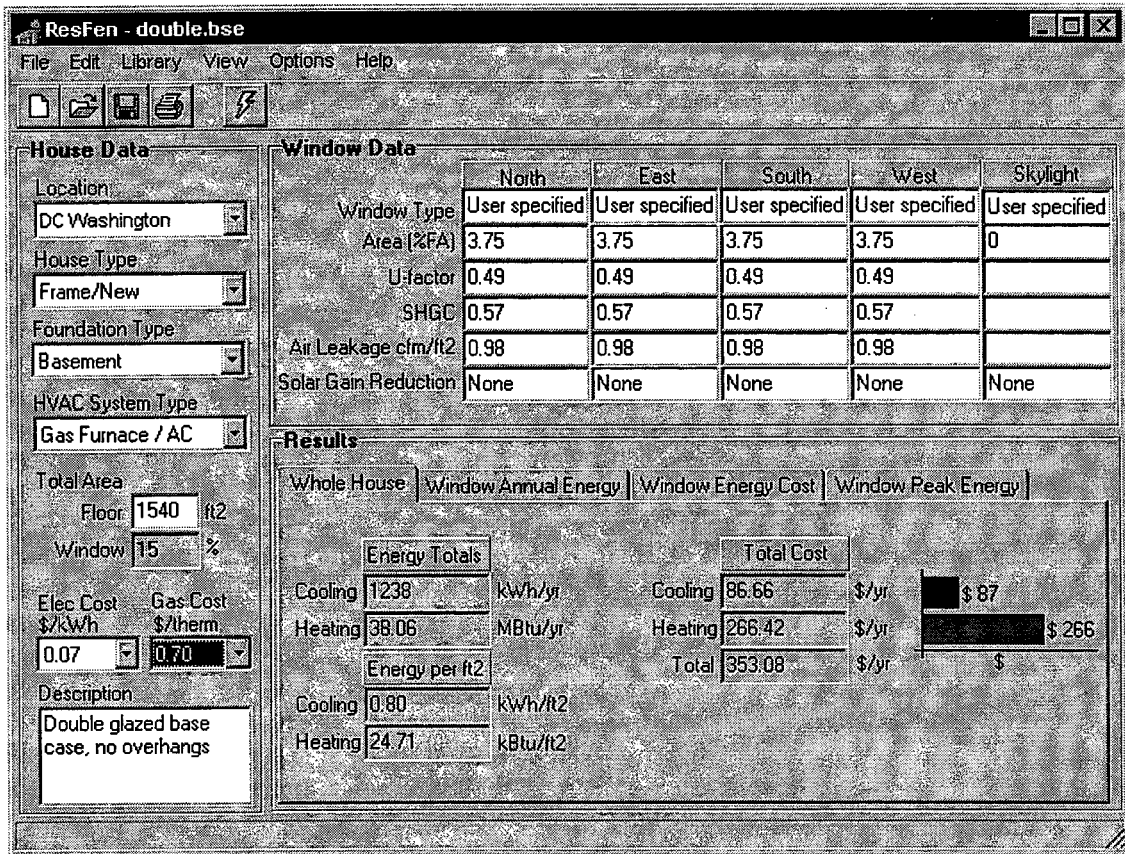 ResFen - double.bse
File Edit Library View Options Help
House Data
Location
DC Washington
House Type
Frame/New
Foundation Type
Basement
HVAC System Type
Gas Furnace / AC
Total Area
Floor 1540 ft2
Window 15 %
Elec Cost Gas Cost
$/kWh $/therm
0.07 0.70
Description
Double glazed base
case, no overhangs
Window Data
North East South West Skylight
Window Type User specified User specified User specified User specified User specified
Area (%FA) 3.75 3.75 3.75 3.75 0
U-factor 0.49 0.49 0.49 0.49
SHGC 0.57 0.57 0.57 0.57
Air Leakage cfm/ft2 0.98 0.98 0.98 0.98
Solar Gain Reduction None None None None None
Results
Whole House Window Annual Energy Window Energy Cost Window Peak Energy
Energy Totals Total Cost
Cooling 1238 kWh/yr Cooling 86.66 $/yr $ 87
Heating 38.06 MBtu/yr Heating 266.42 $/yr $ 266
Energy per ft2 Total 353.08 $/yr $
Cooling 0.80 kWh/ft2
Heating 24.71 kBtu/ft2